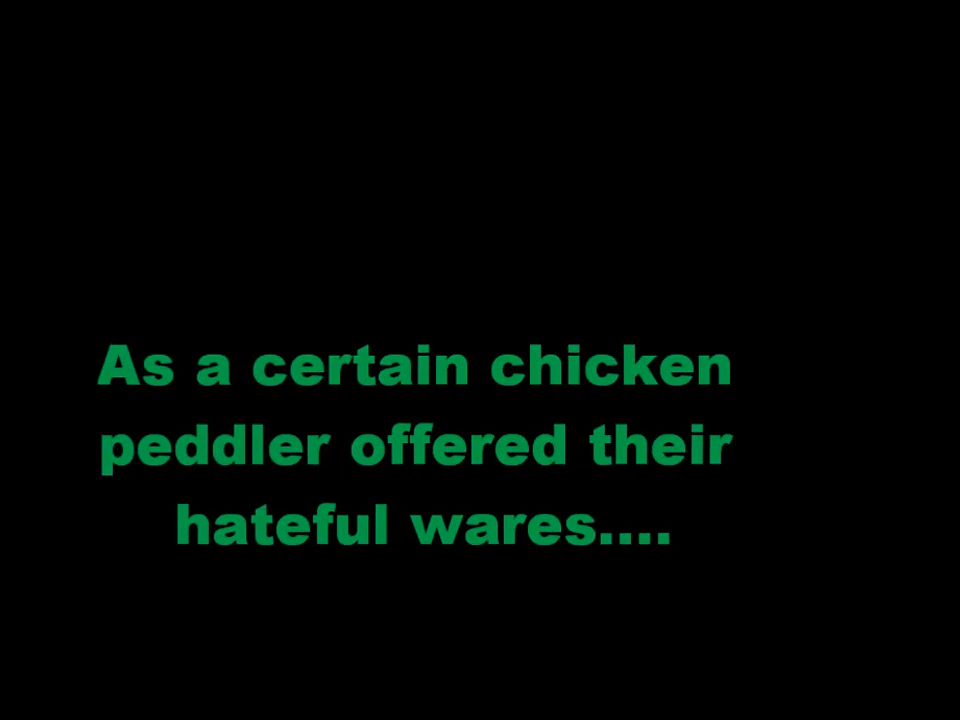 As a certain chicken
peddler offered their
hateful wares....